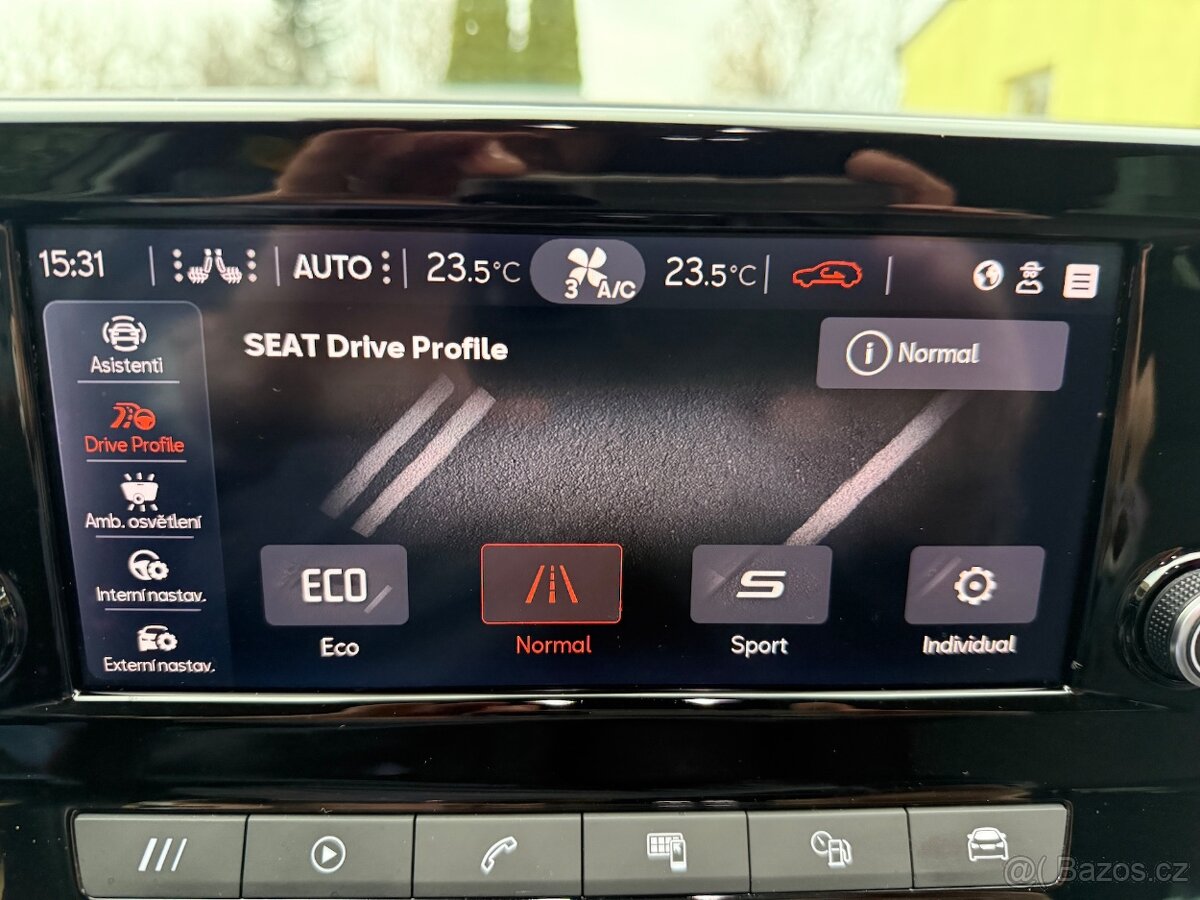 15:31 AUTO 23.5°C 3 A/C 23.5°C
SEAT Drive Profile
i Normal
Asistenti
Drive Profile
Amb. osvětlení
Interní nastav.
Externí nastav.
ECO S
Eco Normal Sport Individual
@( Bazos.cz